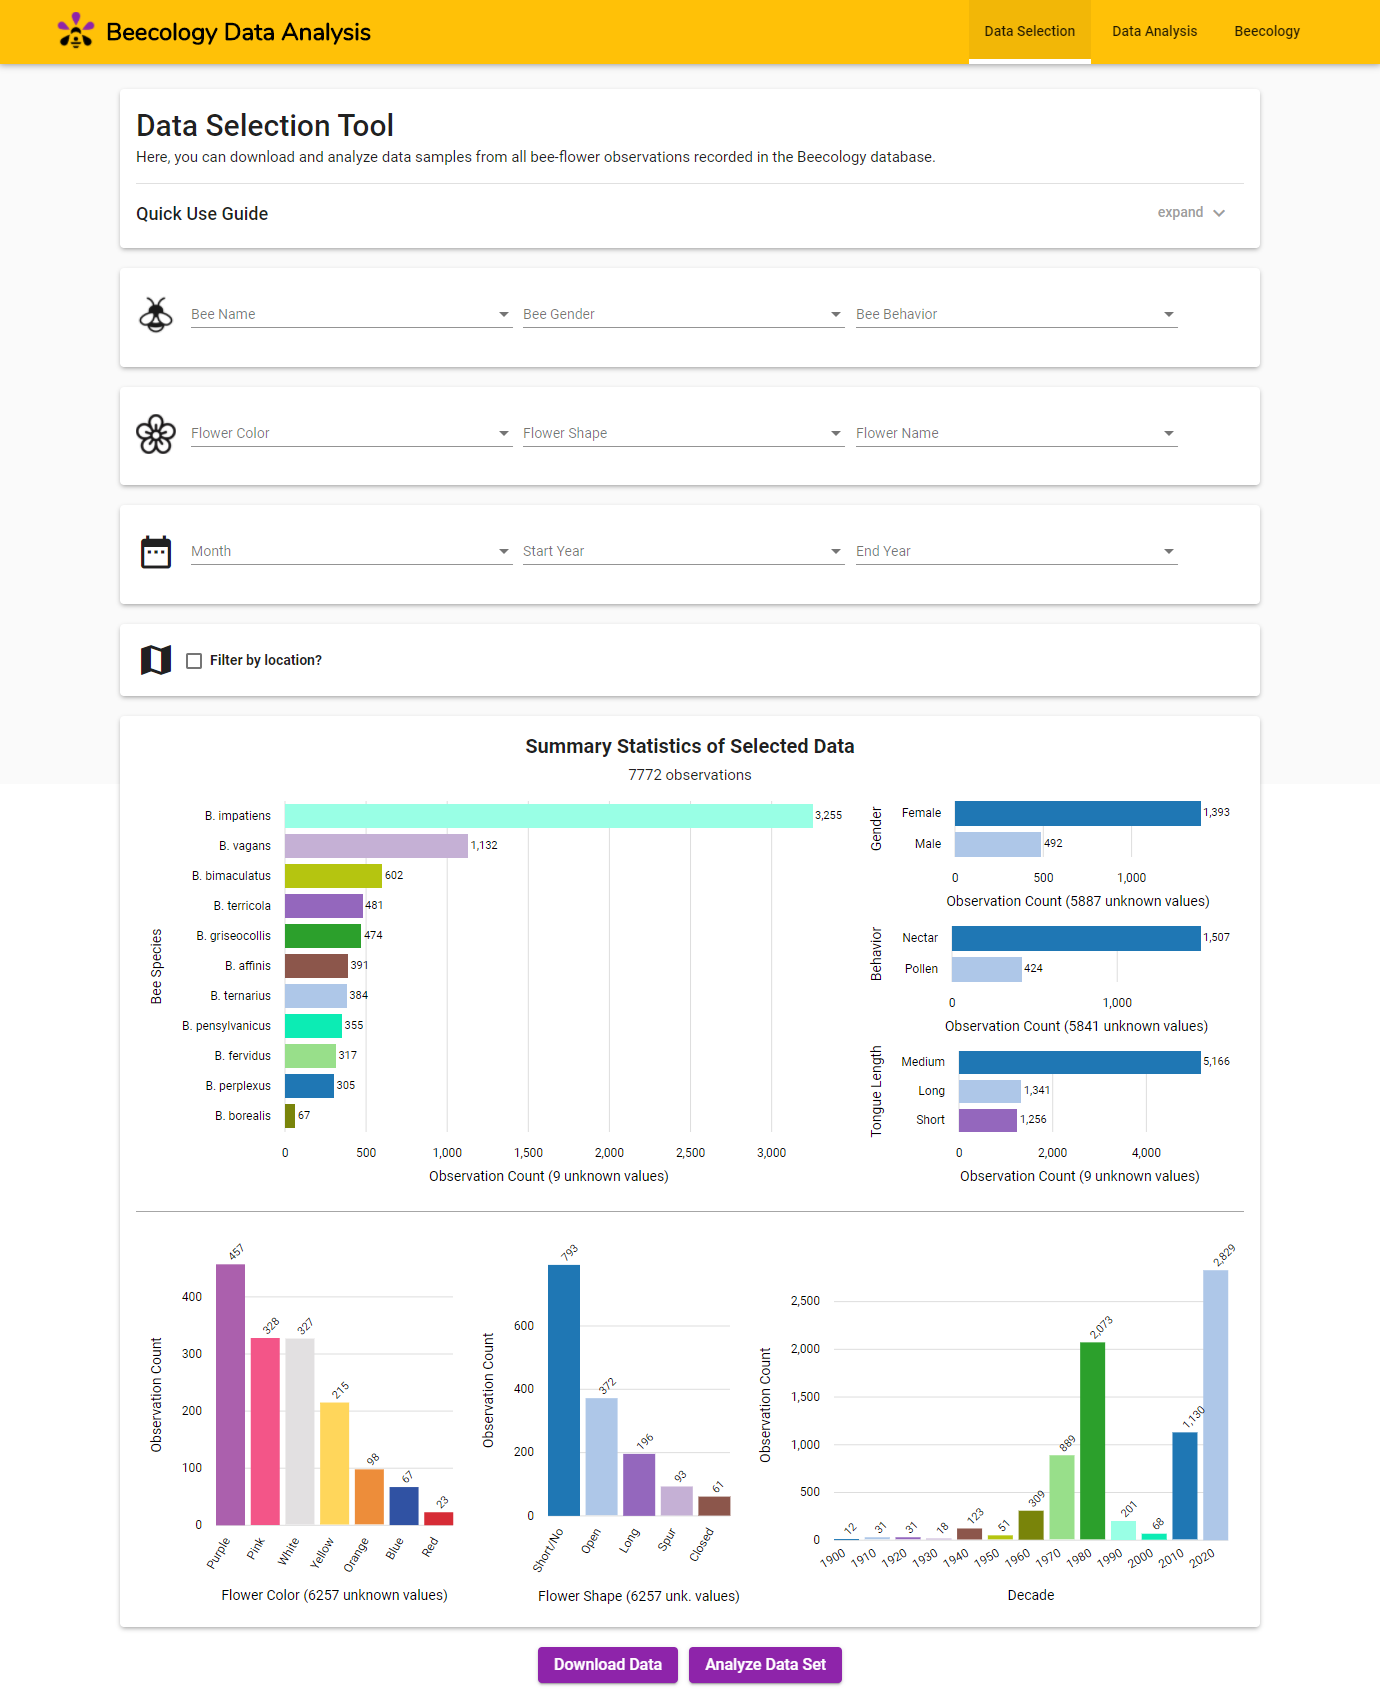 Beecology Data Analysis
Data Selection
Data Analysis
Beecology
Data Selection Tool
Here, you can download and analyze data samples from all bee-flower observations recorded in the Beecology database.
Quick Use Guide
expand
Bee Name
Bee Gender
Bee Behavior
Flower Color
Flower Shape
Flower Name
Month
Start Year
End Year
Filter by location?
Summary Statistics of Selected Data
7772 observations
Bee Species
B. impatiens 3,255
B. vagans 1,132
B. bimaculatus 602
B. terricola 481
B. griseocollis 474
B. affinis 391
B. ternarius 384
B. pensylvanicus 355
B. fervidus 317
B. perplexus 305
B. borealis 67
0 500 1,000 1,500 2,000 2,500 3,000
Observation Count (9 unknown values)
Gender
Female 1,393
Male 492
0 500 1,000
Observation Count (5887 unknown values)
Behavior
Nectar 1,507
Pollen 424
0 1,000
Observation Count (5841 unknown values)
Tongue Length
Medium 5,166
Long 1,341
Short 1,256
0 2,000 4,000
Observation Count (9 unknown values)
Observation Count
400
300
200
100
0
457 328 327 215 98 67 23
Purple Pink White Yellow Orange Blue Red
Flower Color (6257 unknown values)
Observation Count
600
400
200
0
793 372 196 93 61
Short/No Open Long Spur Closed
Flower Shape (6257 unk. values)
Observation Count
2,500
2,000
1,500
1,000
500
0
12 31 31 18 123 51 309 889 2,073 201 68 1,130 2,829
1900 1910 1920 1930 1940 1950 1960 1970 1980 1990 2000 2010 2020
Decade
Download Data
Analyze Data Set